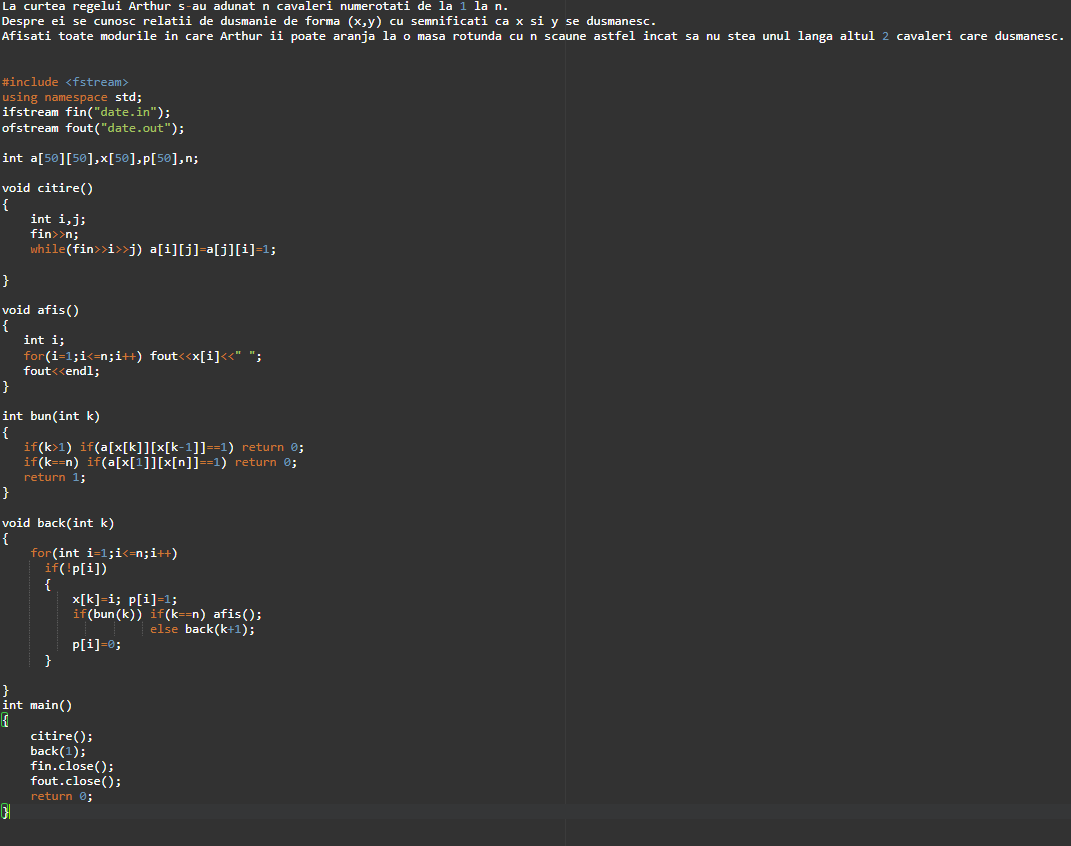 La curtea regelui Arthur s-au adunat n cavaleri numerotati de la 1 la n.
Despre ei se cunosc relatii de dusmanie de forma (x,y) cu semnificati ca x si y se dusmanesc.
Afisati toate modurile in care Arthur ii poate aranja la o masa rotunda cu n scaune astfel incat sa nu stea unul langa altul 2 cavaleri care dusmanesc.

#include <fstream>
using namespace std;
ifstream fin("date.in");
ofstream fout("date.out");

int a[50][50],x[50],p[50],n;

void citire()
{
    int i,j;
    fin>>n;
    while(fin>>i>>j) a[i][j]=a[j][i]=1;

}

void afis()
{
   int i;
   for(i=1;i<=n;i++) fout<<x[i]<<" ";
   fout<<endl;
}

int bun(int k)
{
   if(k>1) if(a[x[k]][x[k-1]]==1) return 0;
   if(k==n) if(a[x[1]][x[n]]==1) return 0;
   return 1;
}

void back(int k)
{
    for(int i=1;i<=n;i++)
      if(!p[i])
      {
          x[k]=i; p[i]=1;
          if(bun(k)) if(k==n) afis();
                     else back(k+1);
          p[i]=0;
      }

}
int main()
{
    citire();
    back(1);
    fin.close();
    fout.close();
    return 0;
}